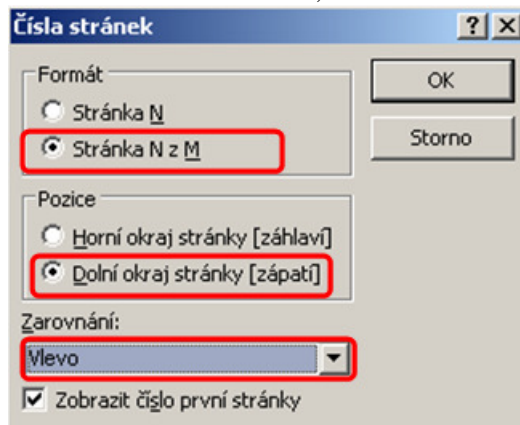 Čísla stránek
Formát
Stránka N
Stránka N z M
Pozice
Horní okraj stránky [záhlaví]
Dolní okraj stránky [zápatí]
Zarovnání:
Vlevo
Zobrazit číslo první stránky
OK
Storno